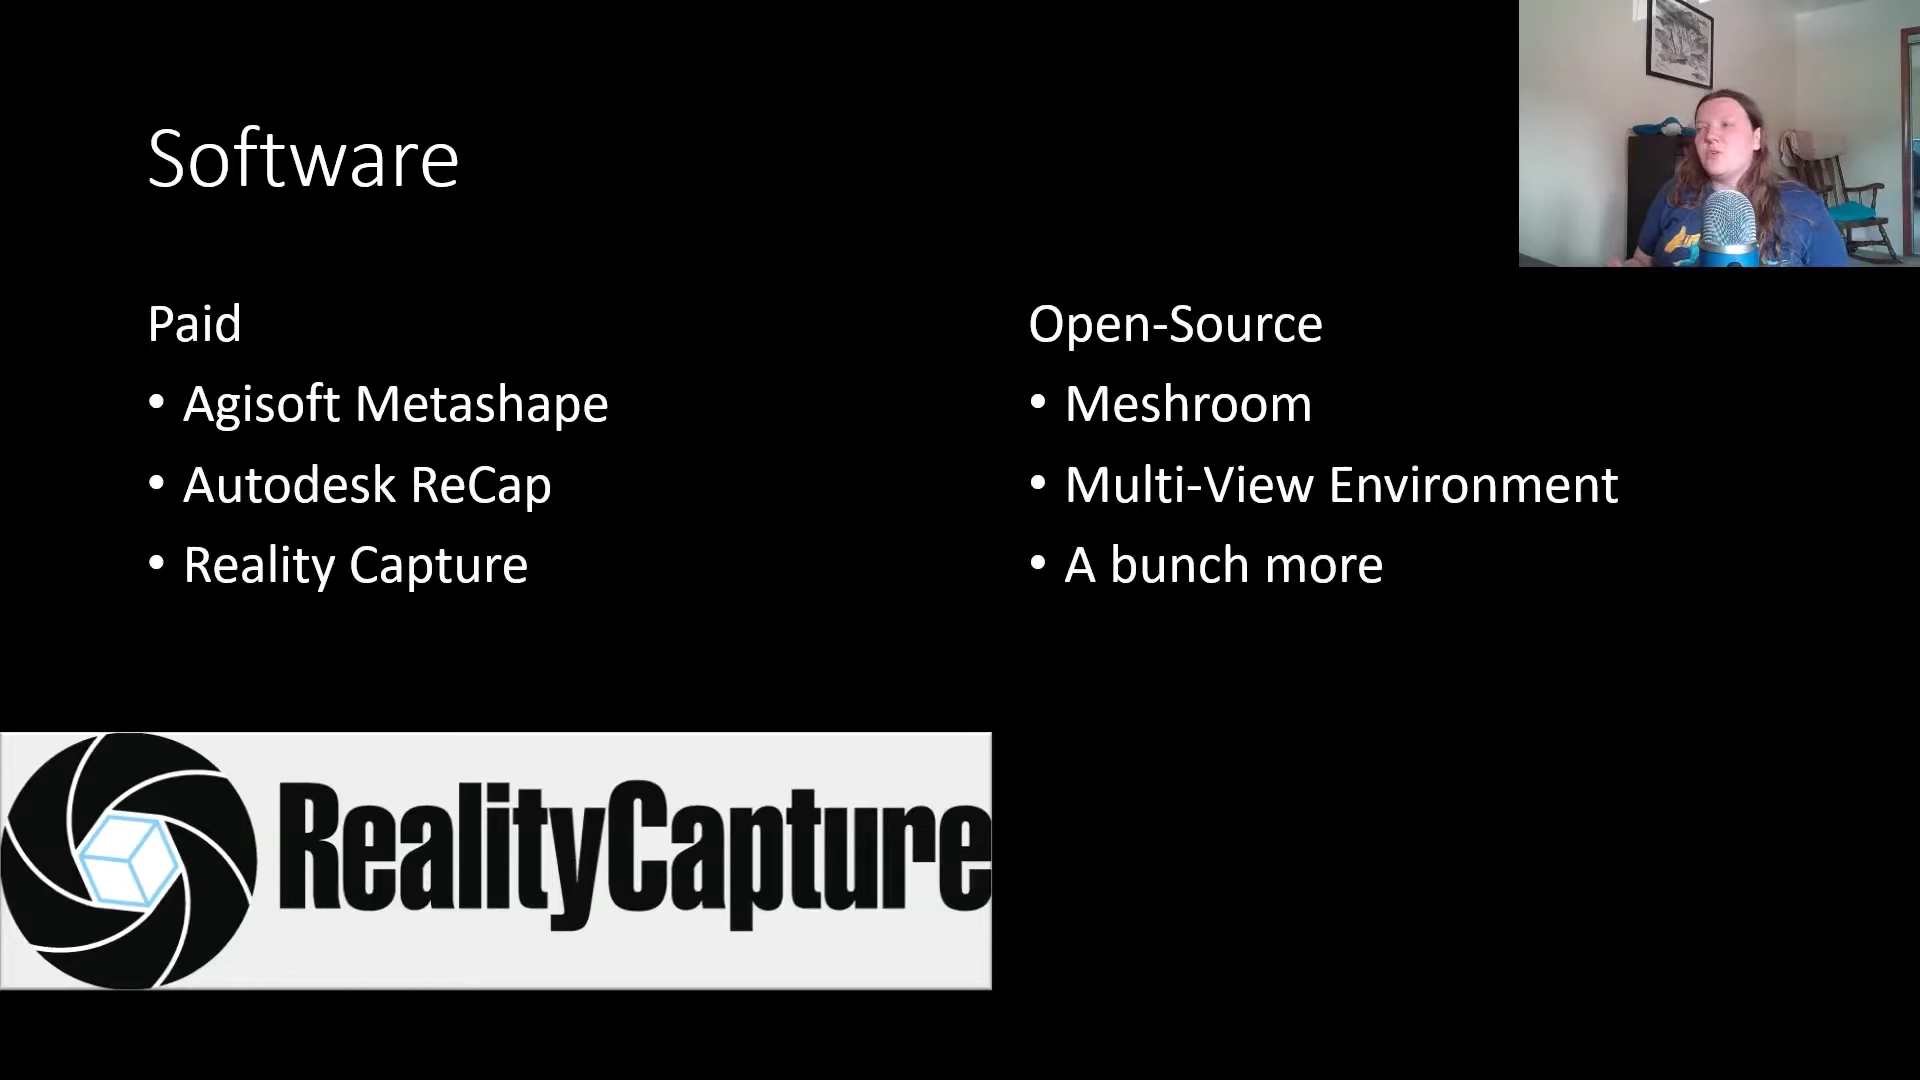 Software
Paid
• Agisoft Metashape
• Autodesk ReCap
• Reality Capture
Open-Source
• Meshroom
• Multi-View Environment
• A bunch more
RealityCapture